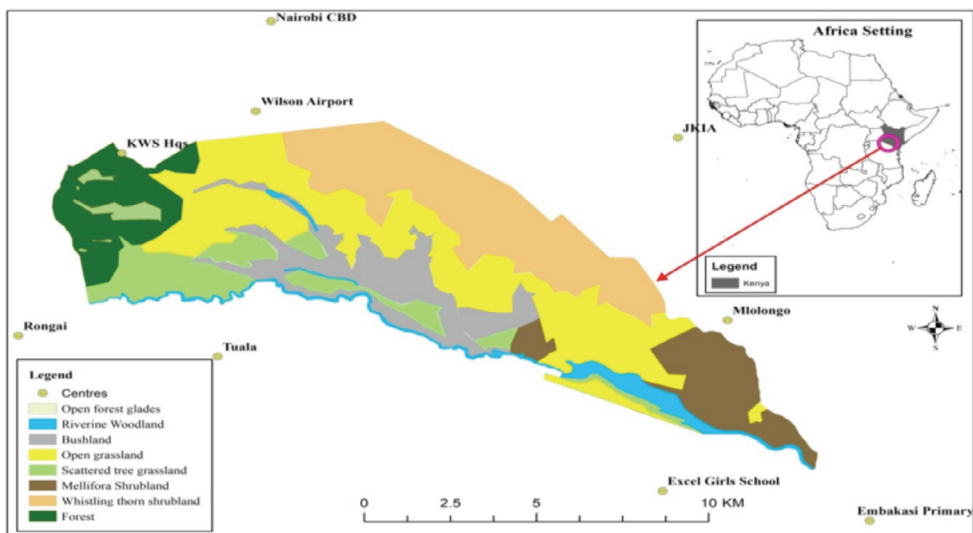 Nairobi CBD
Africa Setting
Wilson Airport
JKIA
KWS Hqs
Legend
Kenya
Mlolongo
N
W E
S
Rongai
Tuala
Legend
Centres
Open forest glades
Riverine Woodland
Bushland
Open grassland
Scattered tree grassland
Mellifora Shrubland
Whistling thorn shrubland
Forest
Excel Girls School
0 5 10 KM
Embakasi Primary